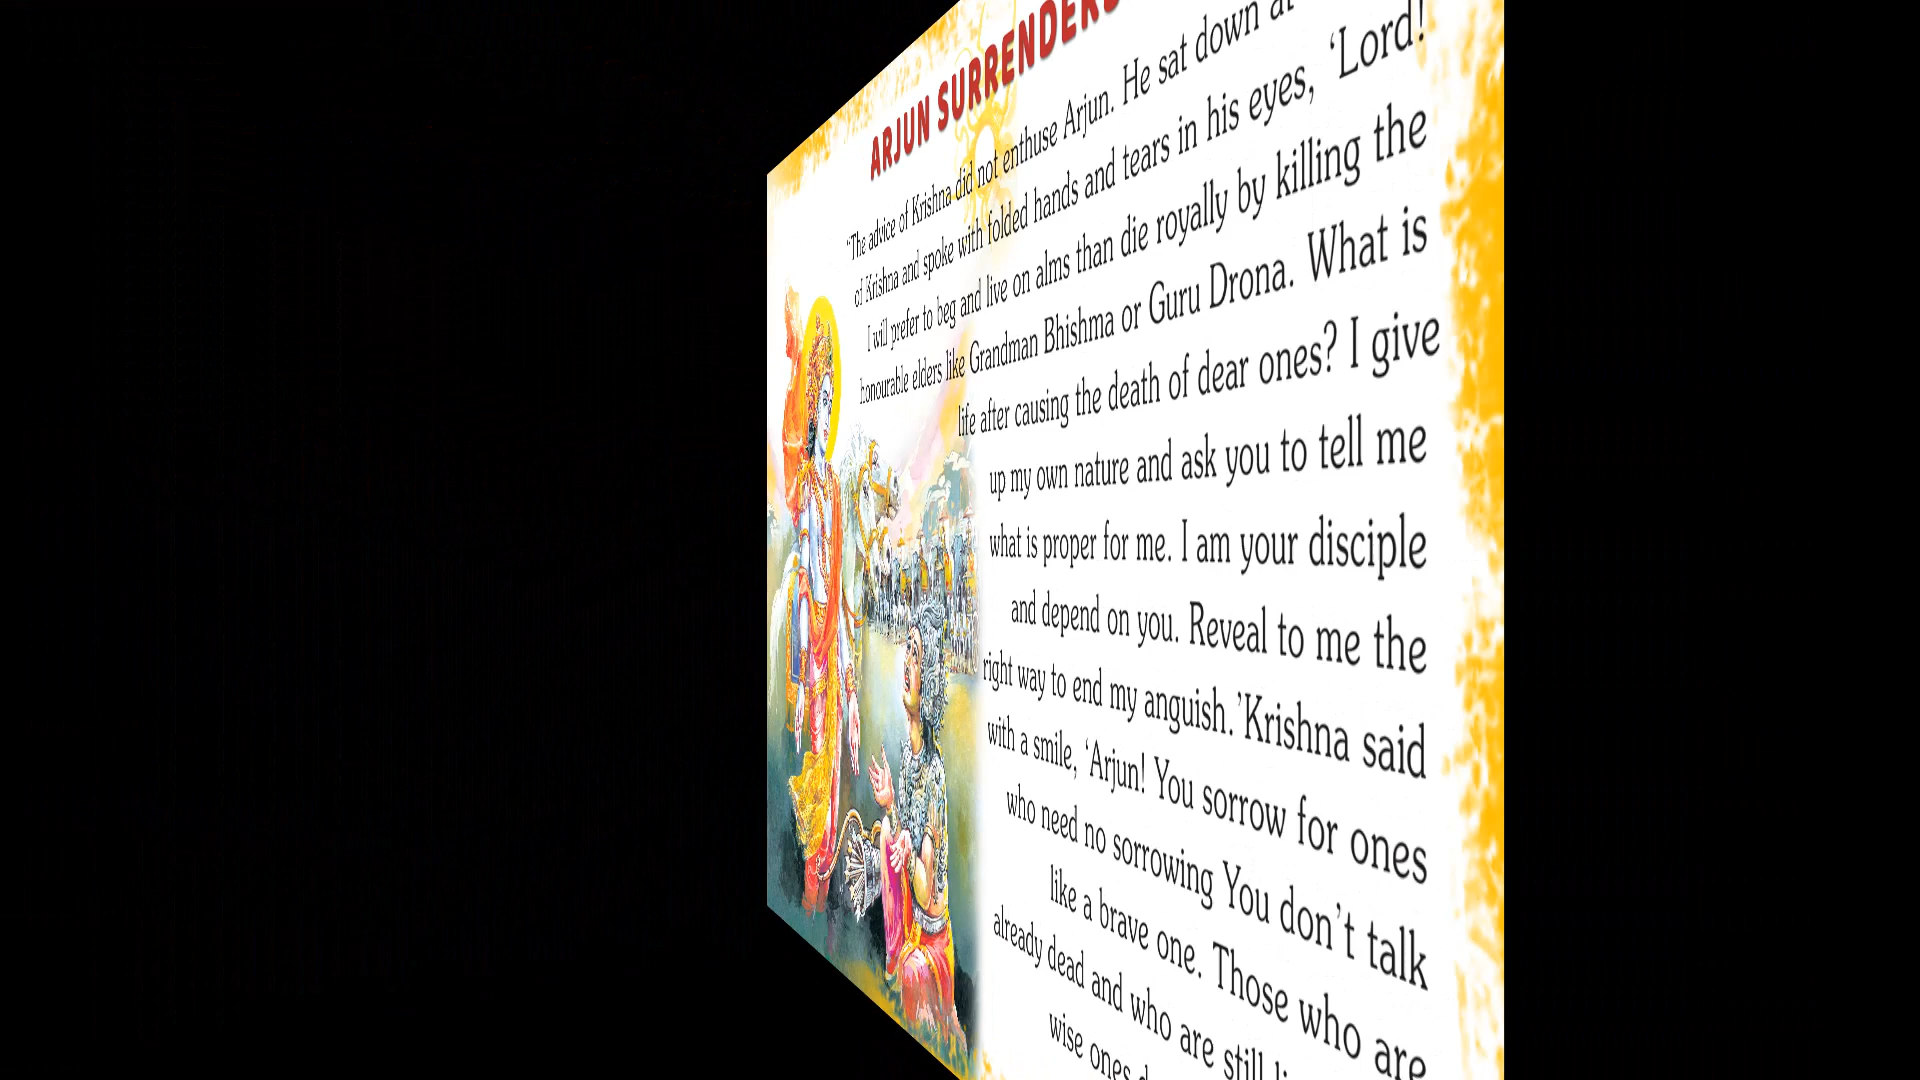 ARJUN SURRENDERS
“The advice of Krishna did not enthuse Arjun. He sat down at
of Krishna and spoke with folded hands and tears in his eyes, ‘Lord!
I will prefer to beg and live on alms than die royally by killing the
honourable elders like Grandman Bhishma or Guru Drona. What is
life after causing the death of dear ones? I give
up my own nature and ask you to tell me
what is proper for me. I am your disciple
and depend on you. Reveal to me the
right way to end my anguish.’Krishna said
with a smile, ‘Arjun! You sorrow for ones
who need no sorrowing You don’t talk
like a brave one. Those who are
already dead and who are still
wise ones